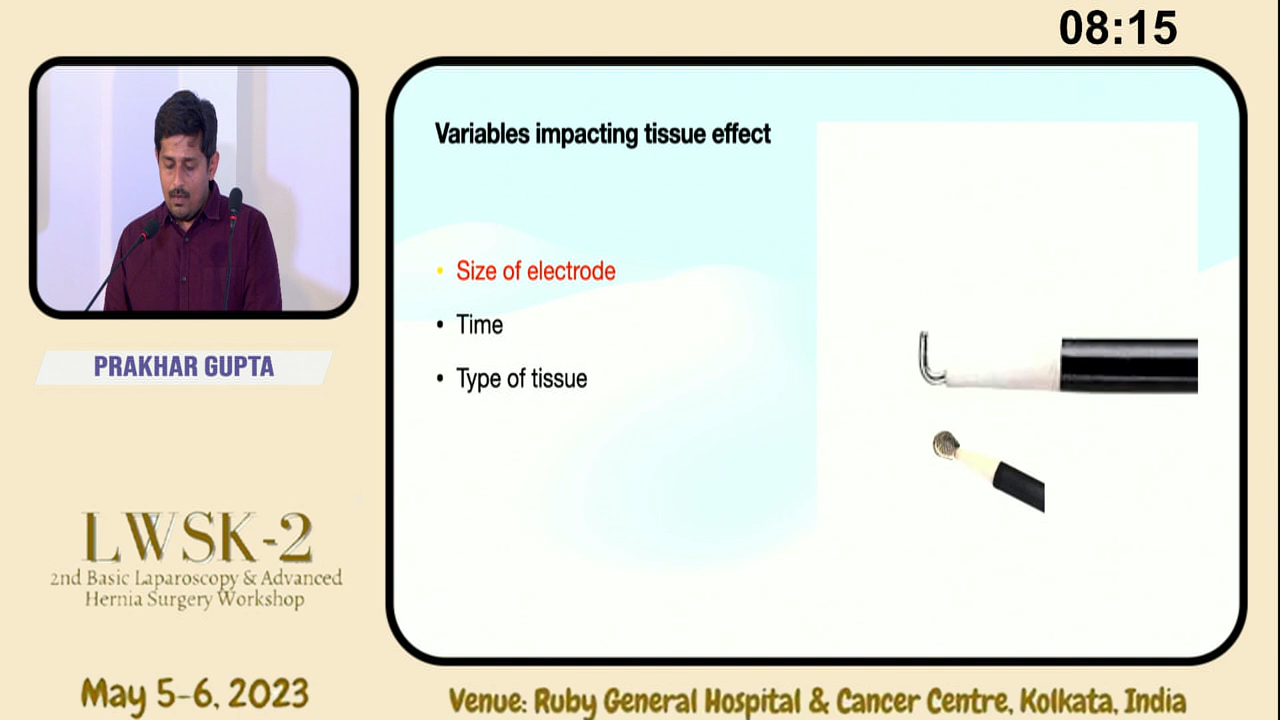 08:15
Variables impacting tissue effect
• Size of electrode
• Time
• Type of tissue
PRAKHAR GUPTA
LWSK-2
2nd Basic Laparoscopy & Advanced
Hernia Surgery Workshop
May 5-6, 2023
Venue: Ruby General Hospital & Cancer Centre, Kolkata, India